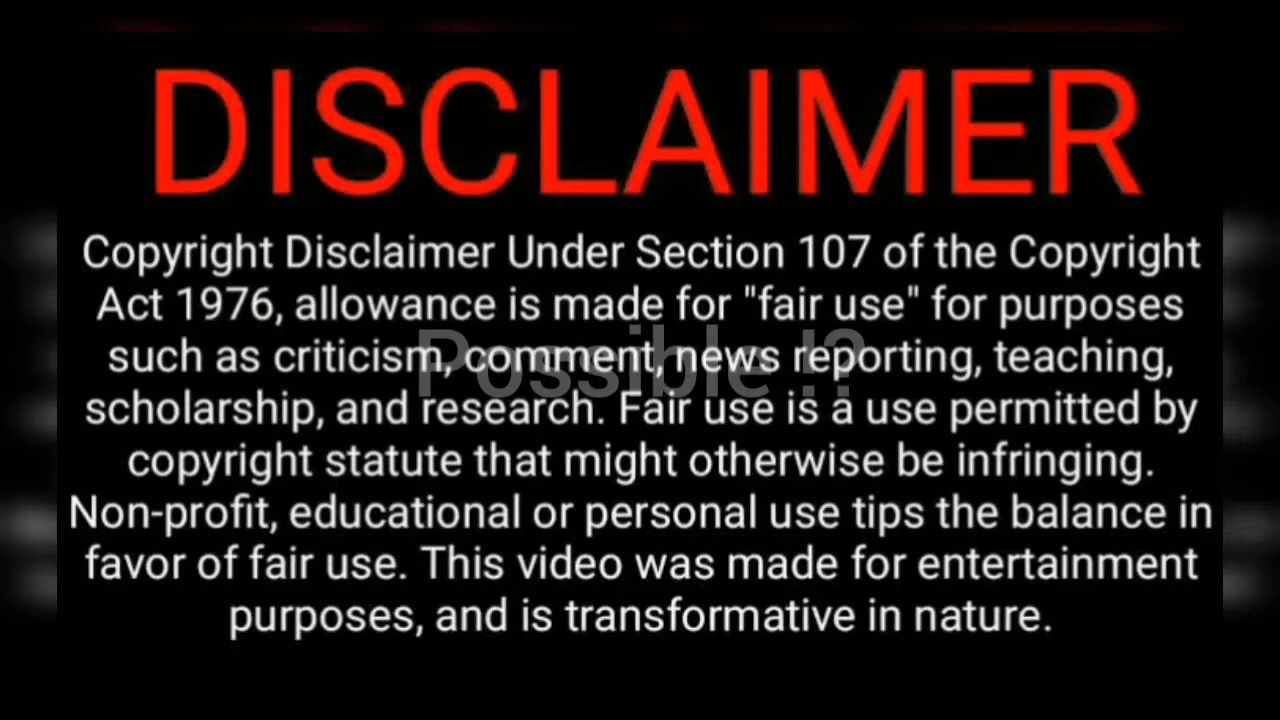 DISCLAIMER
Copyright Disclaimer Under Section 107 of the Copyright
Act 1976, allowance is made for "fair use" for purposes
such as criticism, comment, news reporting, teaching,
Possible !?
scholarship, and research. Fair use is a use permitted by
copyright statute that might otherwise be infringing.
Non-profit, educational or personal use tips the balance in
favor of fair use. This video was made for entertainment
purposes, and is transformative in nature.